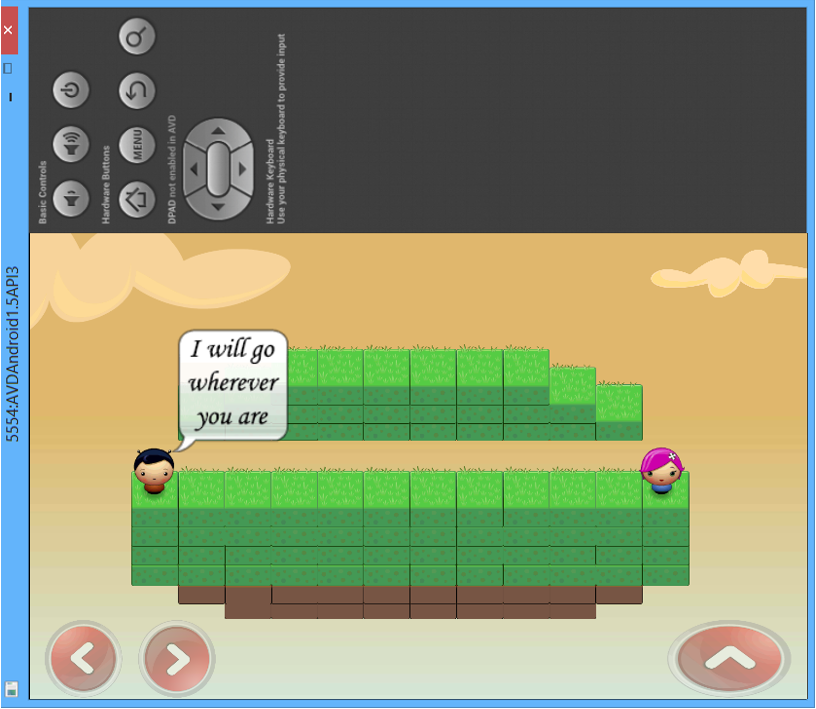 5554:AVDAndroid1.5API3
Basic Controls
Hardware Buttons
MENU
DPAD not enabled in AVD
Hardware Keyboard
Use your physical keyboard to provide input
I will go
wherever
you are